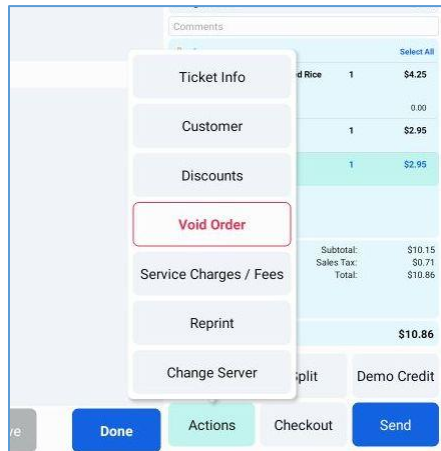 Comments
Select All
Ticket Info
d Rice 1 $4.25
0.00
Customer
1 $2.95
Discounts
1 $2.95
Void Order
Subtotal: $10.15
Service Charges / Fees
Sales Tax: $0.71
Total: $10.86
Reprint
$10.86
Change Server
Split
Demo Credit
Done
Actions
Checkout
Send